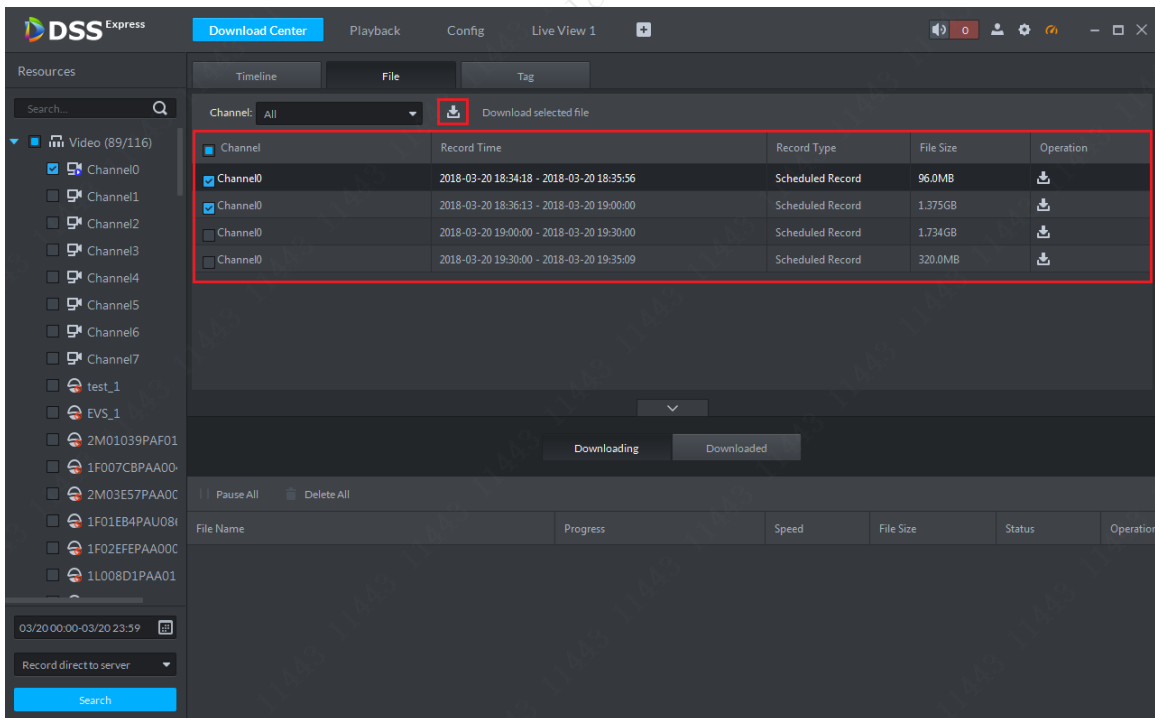 DSS Express
Download Center Playback Config Live View 1
0
Resources
Timeline File Tag
Search...
Channel: All Download selected file
Video (89/116)
Channel Record Time Record Type File Size Operation
Channel0
Channel0 2018-03-20 18:34:18 - 2018-03-20 18:35:56 Scheduled Record 96.0MB
Channel1
Channel0 2018-03-20 18:36:13 - 2018-03-20 19:00:00 Scheduled Record 1.375GB
Channel2
Channel0 2018-03-20 19:00:00 - 2018-03-20 19:30:00 Scheduled Record 1.734GB
Channel3
Channel0 2018-03-20 19:30:00 - 2018-03-20 19:35:09 Scheduled Record 320.0MB
Channel4
Channel5
Channel6
Channel7
test_1
EVS_1
2M01039PAF01
Downloading Downloaded
1F007CBPAA00
2M03E57PAA00
Pause All Delete All
1F01EB4PAU08
File Name Progress Speed File Size Status Operation
1F02EFEPAA000
1L008D1PAA01
03/20 00:00-03/20 23:59
Record direct to server
Search
11443 11443